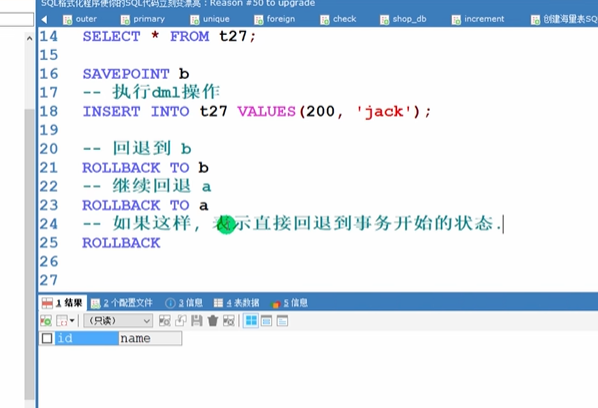 SQL格式化程序使你的SQL代码立刻变漂亮: Reason #50 to upgrade
outer primary unique foreign check shop_db increment 创建海量表SQ
14 SELECT * FROM t27;
15
16 SAVEPOINT b
17 -- 执行dml操作
18 INSERT INTO t27 VALUES(200, 'jack');
19
20 -- 回退到 b
21 ROLLBACK TO b
22 -- 继续回退 a
23 ROLLBACK TO a
24 -- 如果这样, 表示直接回退到事务开始的状态.
25 ROLLBACK
26
27
1 结果 2 个配置文件 3 信息 4 表数据 5 信息
(只读)
id name